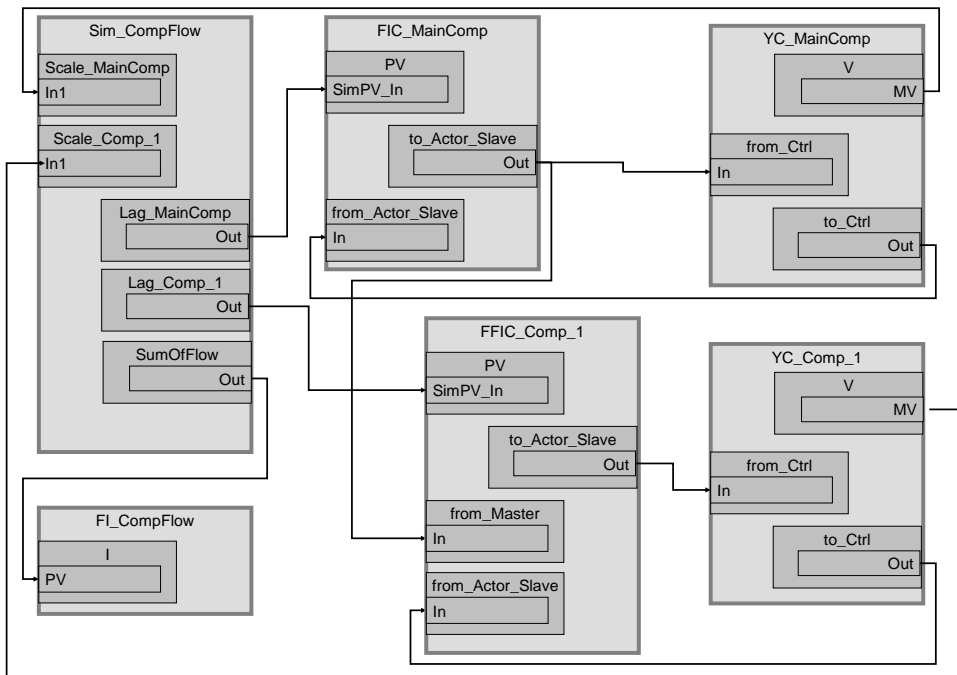 Sim_CompFlow
Scale_MainComp
In1
Scale_Comp_1
In1
Lag_MainComp
Out
Lag_Comp_1
Out
SumOfFlow
Out
FI_CompFlow
I
PV
FIC_MainComp
PV
SimPV_In
to_Actor_Slave
Out
from_Actor_Slave
In
FFIC_Comp_1
PV
SimPV_In
to_Actor_Slave
Out
from_Master
In
from_Actor_Slave
In
YC_MainComp
V
MV
from_Ctrl
In
to_Ctrl
Out
YC_Comp_1
V
MV
from_Ctrl
In
to_Ctrl
Out